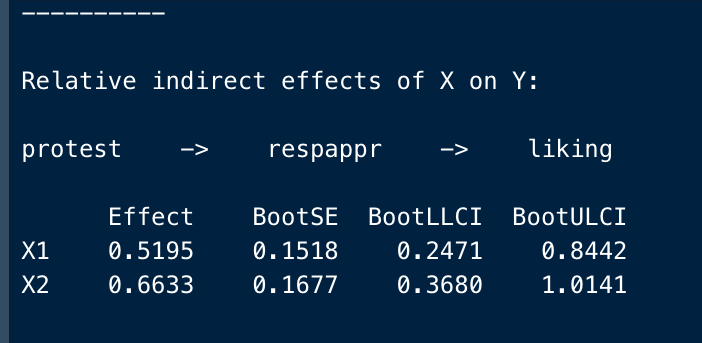 ----------
Relative indirect effects of X on Y:
protest -> respappr -> liking
Effect BootSE BootLLCI BootULCI
X1 0.5195 0.1518 0.2471 0.8442
X2 0.6633 0.1677 0.3680 1.0141